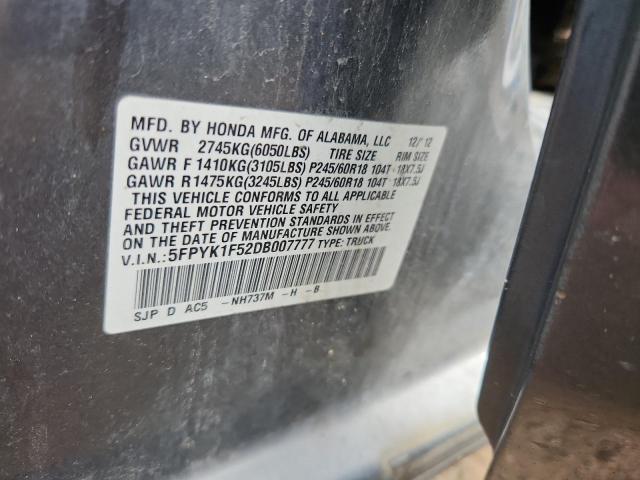 MFD. BY HONDA MFG. OF ALABAMA, LLC 12/12
GVWR 2745KG(6050LBS) TIRE SIZE RIM SIZE
GAWR F 1410KG(3105LBS) P245/60R18 104T 18X7.5J
GAWR R 1475KG(3245LBS) P245/60R18 104T 18X7.5J
THIS VEHICLE CONFORMS TO ALL APPLICABLE
FEDERAL MOTOR VEHICLE SAFETY
AND THEFT PREVENTION STANDARDS IN EFFECT
ON THE DATE OF MANUFACTURE SHOWN ABOVE.
V.I.N.: 5FPYK1F52DB007777 TYPE: TRUCK
SJP D AC5 -NH737M -H -B